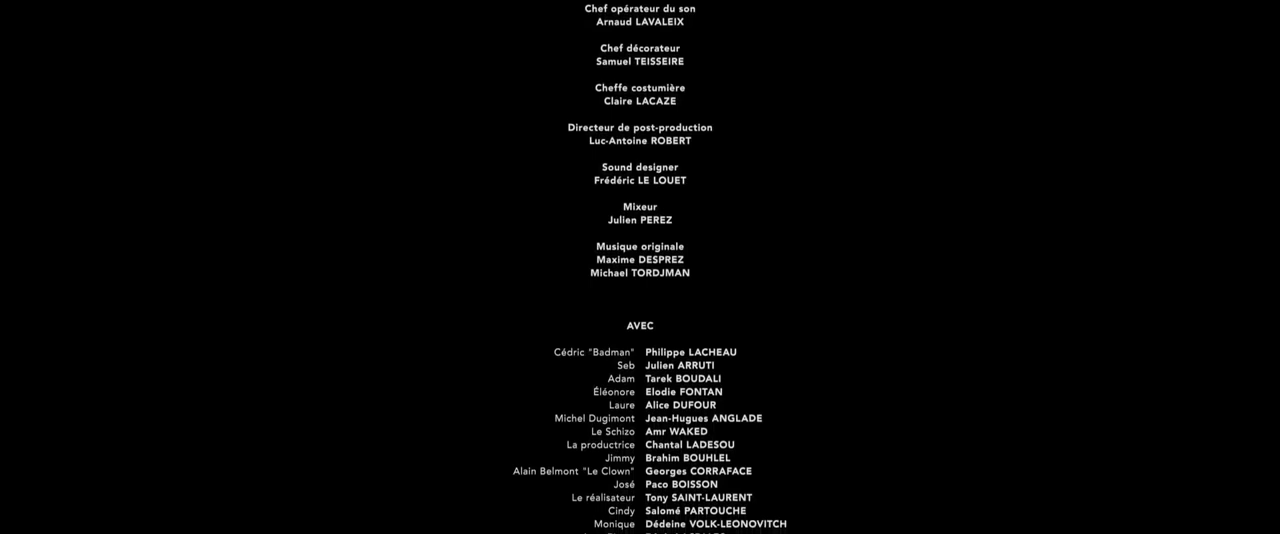 Chef opérateur du son
Arnaud LAVALEIX
Chef décorateur
Samuel TEISSEIRE
Cheffe costumière
Claire LACAZE
Directeur de post-production
Luc-Antoine ROBERT
Sound designer
Frédéric LE LOUET
Mixeur
Julien PEREZ
Musique originale
Maxime DESPREZ
Michael TORDJMAN
AVEC
Cédric "Badman" Philippe LACHEAU
Seb Julien ARRUTI
Adam Tarek BOUDALI
Éléonore Elodie FONTAN
Laure Alice DUFOUR
Michel Dugimont Jean-Hugues ANGLADE
Le Schizo Amr WAKED
La productrice Chantal LADESOU
Jimmy Brahim BOUHLEL
Alain Belmont "Le Clown" Georges CORRAFACE
José Paco BOISSON
Le réalisateur Tony SAINT-LAURENT
Cindy Salomé PARTOUCHE
Monique Dédeine VOLK-LEONOVITCH